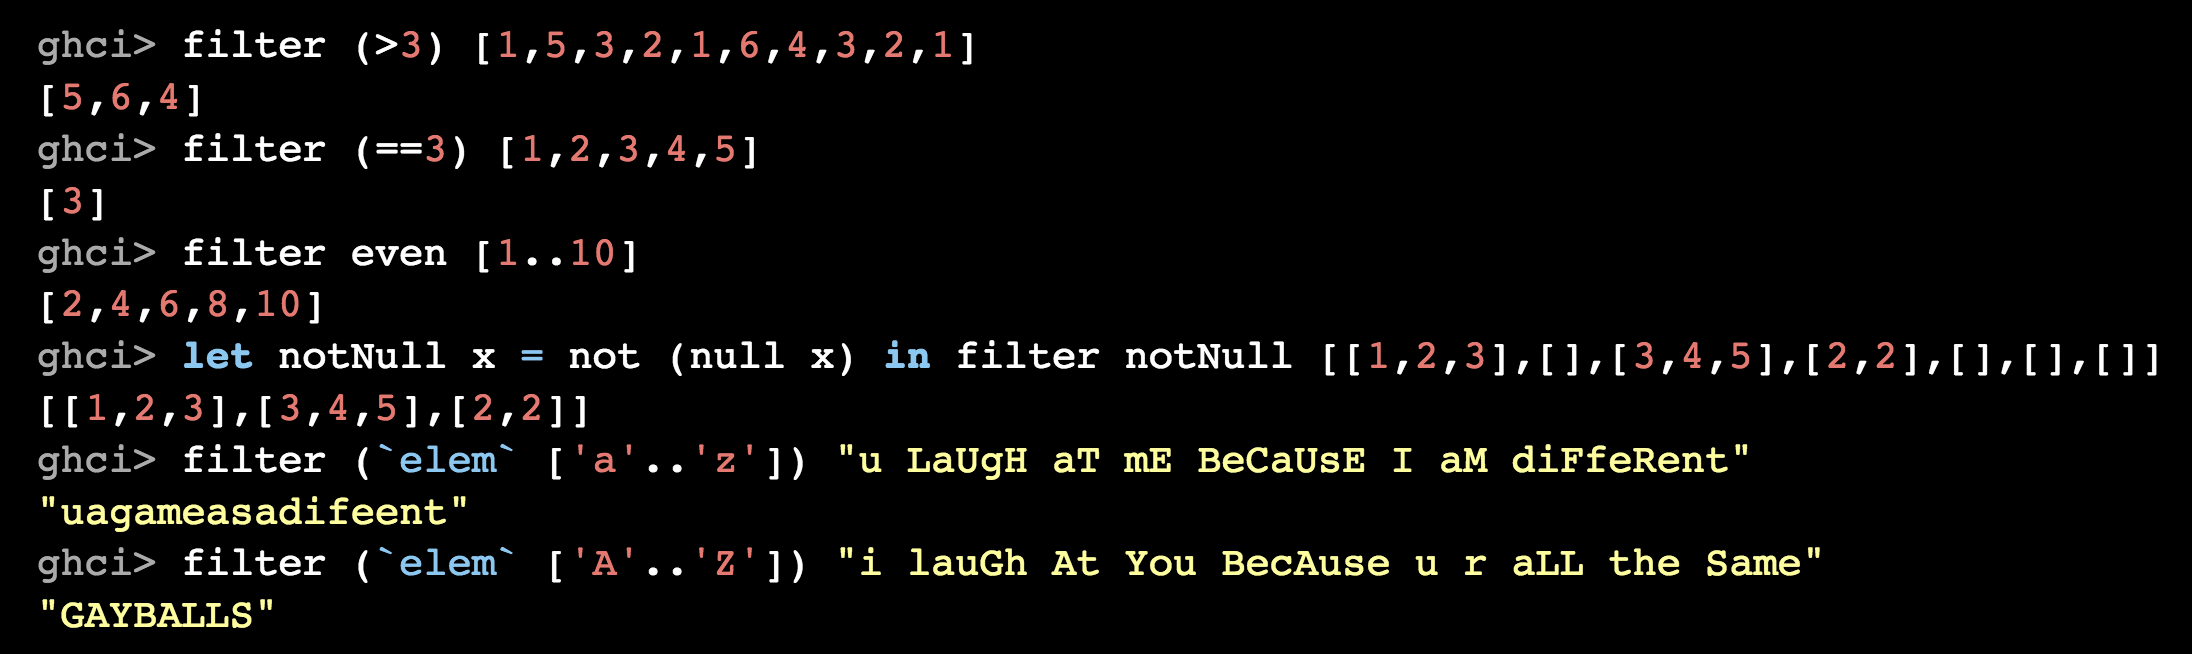 ghci> filter (>3) [1,5,3,2,1,6,4,3,2,1]
[5,6,4]
ghci> filter (==3) [1,2,3,4,5]
[3]
ghci> filter even [1..10]
[2,4,6,8,10]
ghci> let notNull x = not (null x) in filter notNull [[1,2,3],[],[3,4,5],[2,2],[],[],[]]
[[1,2,3],[3,4,5],[2,2]]
ghci> filter (`elem` ['a'..'z']) "u LaUgH aT mE BeCaUsE I aM diFfeRent"
"uagameasadifeent"
ghci> filter (`elem` ['A'..'Z']) "i lauGh At You BecAuse u r aLL the Same"
"GAYBALLS"